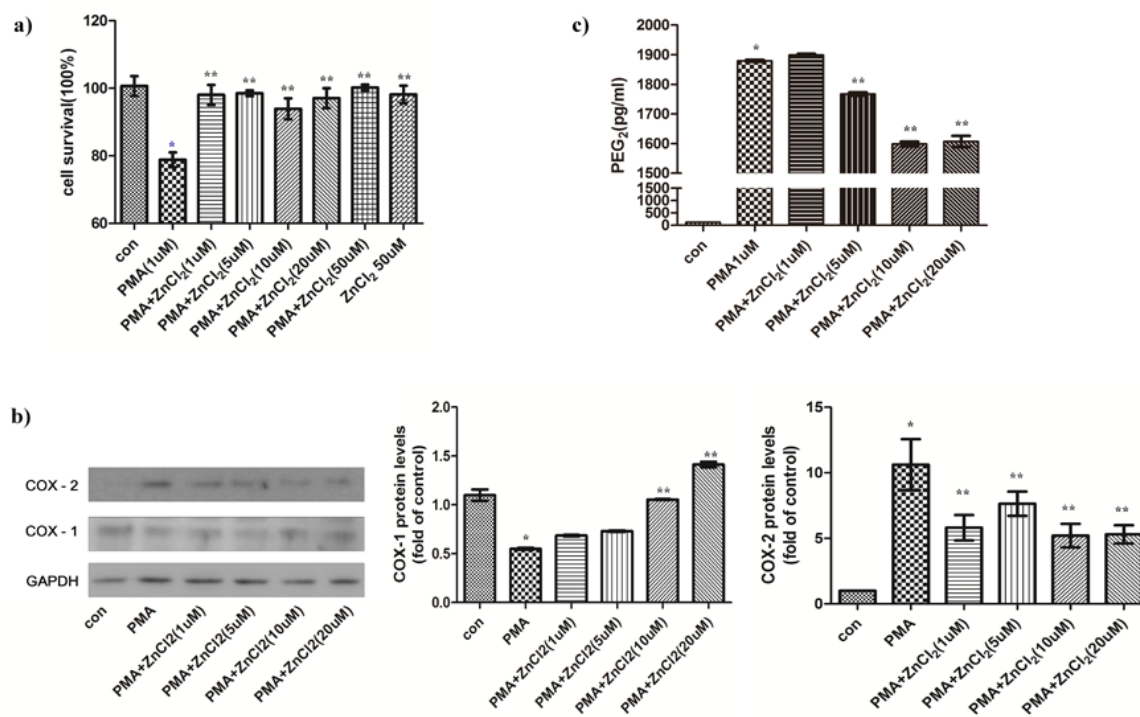 a)
cell survival(100%)
120
100
80
60
*
**
**
**
**
**
**
con
PMA(1uM)
PMA+ZnCl₂(1uM)
PMA+ZnCl₂(5uM)
PMA+ZnCl₂(10uM)
PMA+ZnCl₂(20uM)
PMA+ZnCl₂(50uM)
ZnCl₂ 50uM
c)
PEG₂(pg/ml)
2000
1900
1800
1700
1600
1500
1500
1000
500
0
*
**
**
**
con
PMA1uM
PMA+ZnCl₂(1uM)
PMA+ZnCl₂(5uM)
PMA+ZnCl₂(10uM)
PMA+ZnCl₂(20uM)
b)
COX - 2
COX - 1
GAPDH
con
PMA
PMA+ZnCl2(1uM)
PMA+ZnCl2(5uM)
PMA+ZnCl2(10uM)
PMA+ZnCl2(20uM)
COX-1 protein levels
(fold of control)
2.0
1.5
1.0
0.5
0.0
*
**
**
con
PMA
PMA+ZnCl2(1uM)
PMA+ZnCl2(5uM)
PMA+ZnCl2(10uM)
PMA+ZnCl2(20uM)
COX-2 protein levels
(fold of control)
15
10
5
0
*
**
**
**
**
con
PMA
PMA+ZnCl₂(1uM)
PMA+ZnCl₂(5uM)
PMA+ZnCl₂(10uM)
PMA+ZnCl₂(20uM)